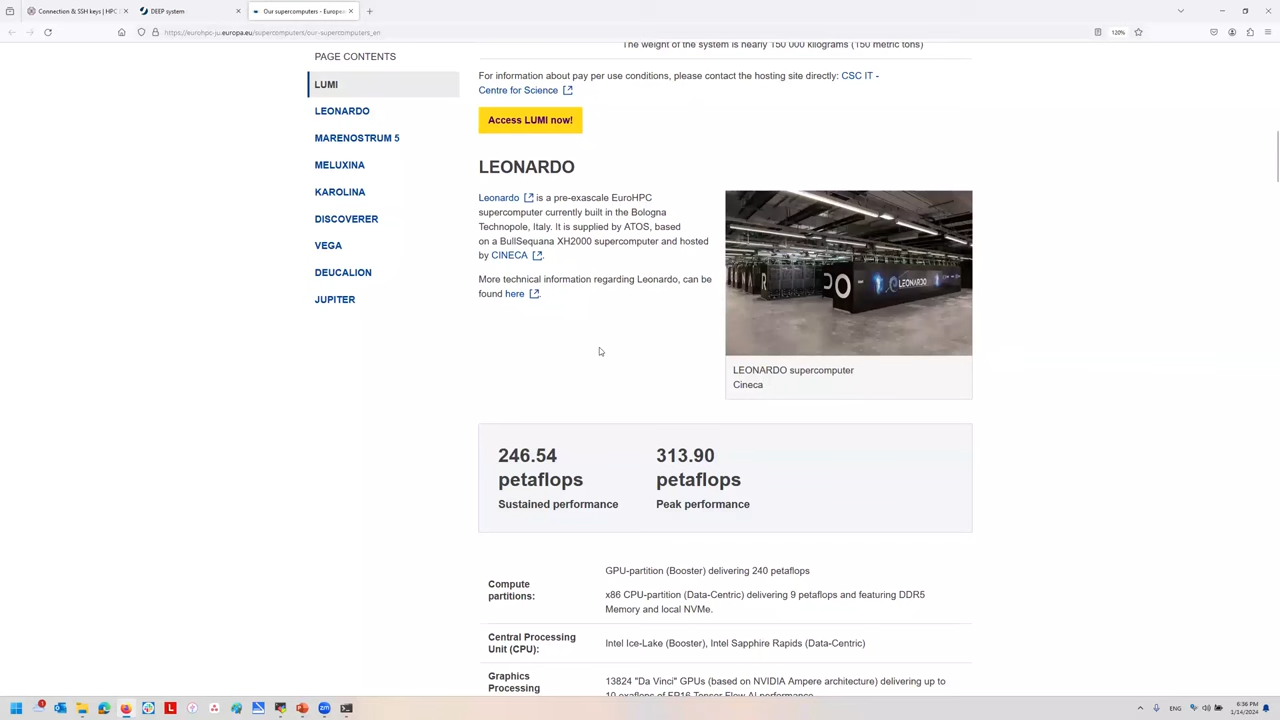 Connection & SSH keys | HPC
DEEP system
Our supercomputers - Europea
https://eurohpc-ju.europa.eu/supercomputers/our-supercomputers_en
120%
PAGE CONTENTS
LUMI
LEONARDO
MARENOSTRUM 5
MELUXINA
KAROLINA
DISCOVERER
VEGA
DEUCALION
JUPITER
The weight of the system is nearly 150 000 kilograms (150 metric tons)
For information about pay per use conditions, please contact the hosting site directly: CSC IT -
Centre for Science
Access LUMI now!
LEONARDO
Leonardo is a pre-exascale EuroHPC
supercomputer currently built in the Bologna
Technopole, Italy. It is supplied by ATOS, based
on a BullSequana XH2000 supercomputer and hosted
by CINECA .
More technical information regarding Leonardo, can be
found here .
LEONARDO
LEONARDO supercomputer
Cineca
246.54
petaflops
Sustained performance
313.90
petaflops
Peak performance
Compute
partitions:
GPU-partition (Booster) delivering 240 petaflops
x86 CPU-partition (Data-Centric) delivering 9 petaflops and featuring DDR5
Memory and local NVMe.
Central Processing
Unit (CPU):
Intel Ice-Lake (Booster), Intel Sapphire Rapids (Data-Centric)
Graphics
Processing
13824 "Da Vinci" GPUs (based on NVIDIA Ampere architecture) delivering up to
10 exaflops of FP16 Tensor Flow AI performance
ENG
6:36 PM
1/14/2024